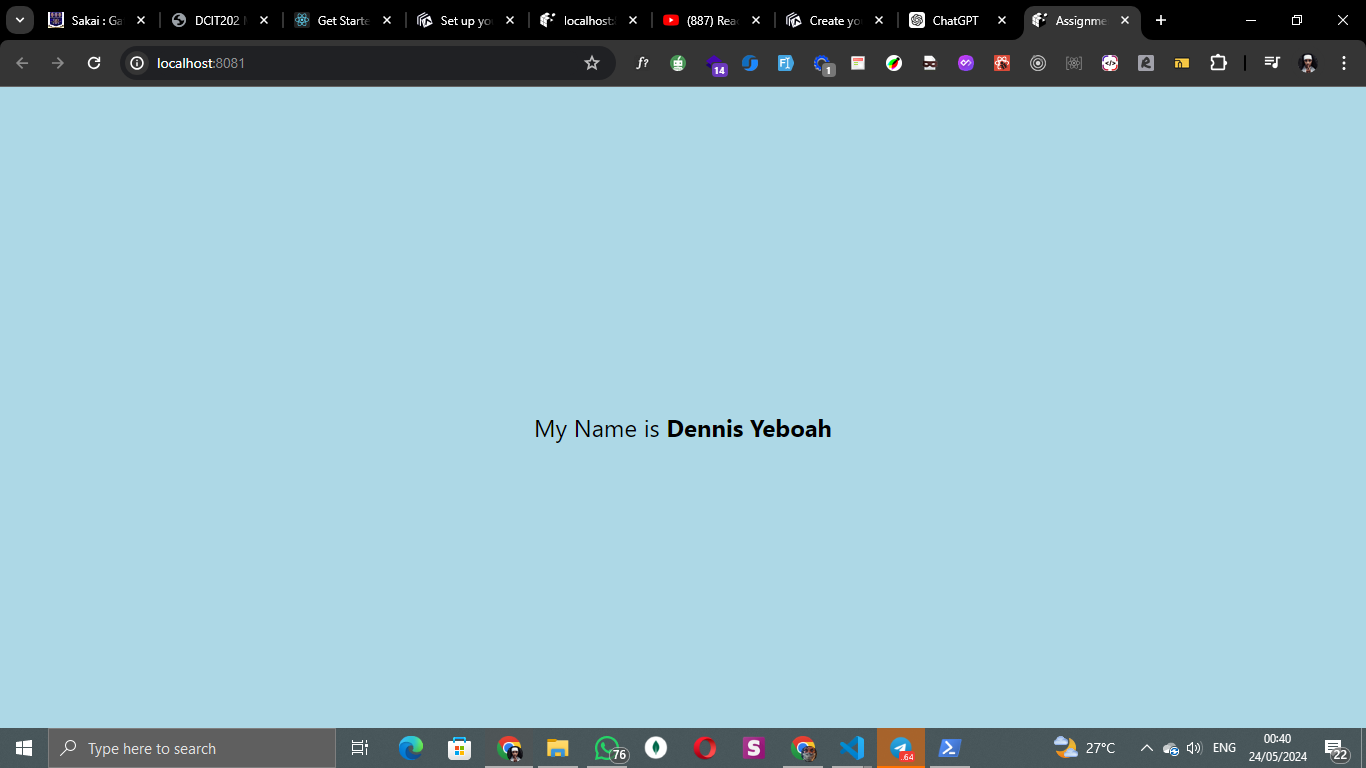 Sakai : Ga
DCIT202
Get Starte
Set up yo
localhost:
(887) Rea
Create yo
ChatGPT
Assignme
localhost:8081
f?
14
FI
1
My Name is Dennis Yeboah
Type here to search
76
S
.64
27°C
ENG
00:40
24/05/2024
22